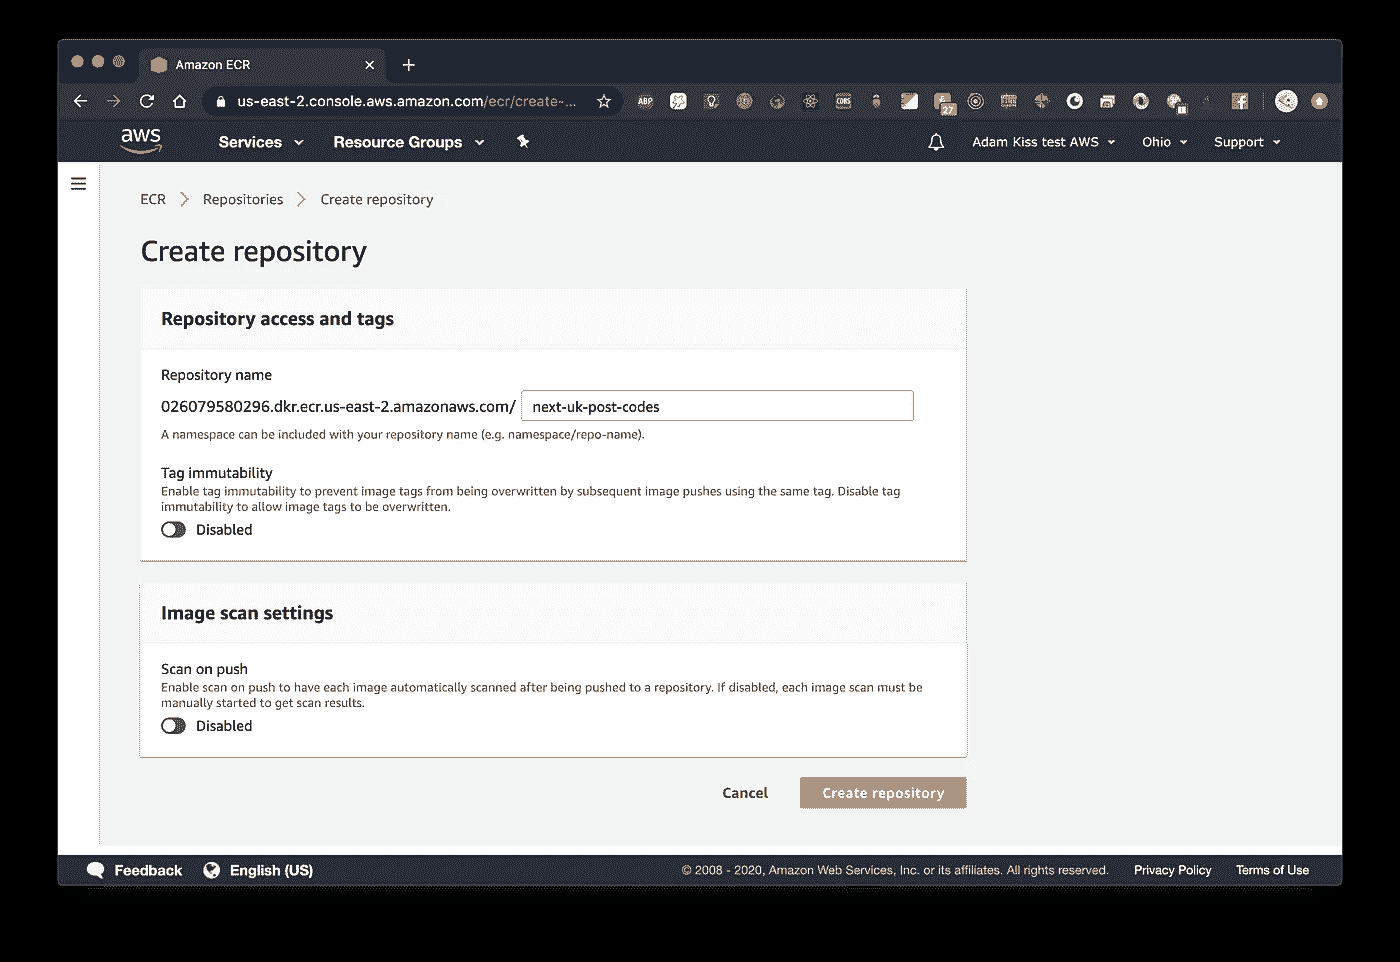 Amazon ECR
us-east-2.console.aws.amazon.com/ecr/create-...
ABP
CORS
27
aws
Services
Resource Groups
Adam Kiss test AWS
Ohio
Support
ECR
Repositories
Create repository
Create repository
Repository access and tags
Repository name
026079580296.dkr.ecr.us-east-2.amazonaws.com/
next-uk-post-codes
A namespace can be included with your repository name (e.g. namespace/repo-name).
Tag immutability
Enable tag immutability to prevent image tags from being overwritten by subsequent image pushes using the same tag. Disable tag
immutability to allow image tags to be overwritten.
Disabled
Image scan settings
Scan on push
Enable scan on push to have each image automatically scanned after being pushed to a repository. If disabled, each image scan must be
manually started to get scan results.
Disabled
Cancel
Create repository
Feedback
English (US)
© 2008 - 2020, Amazon Web Services, Inc. or its affiliates. All rights reserved.
Privacy Policy
Terms of Use